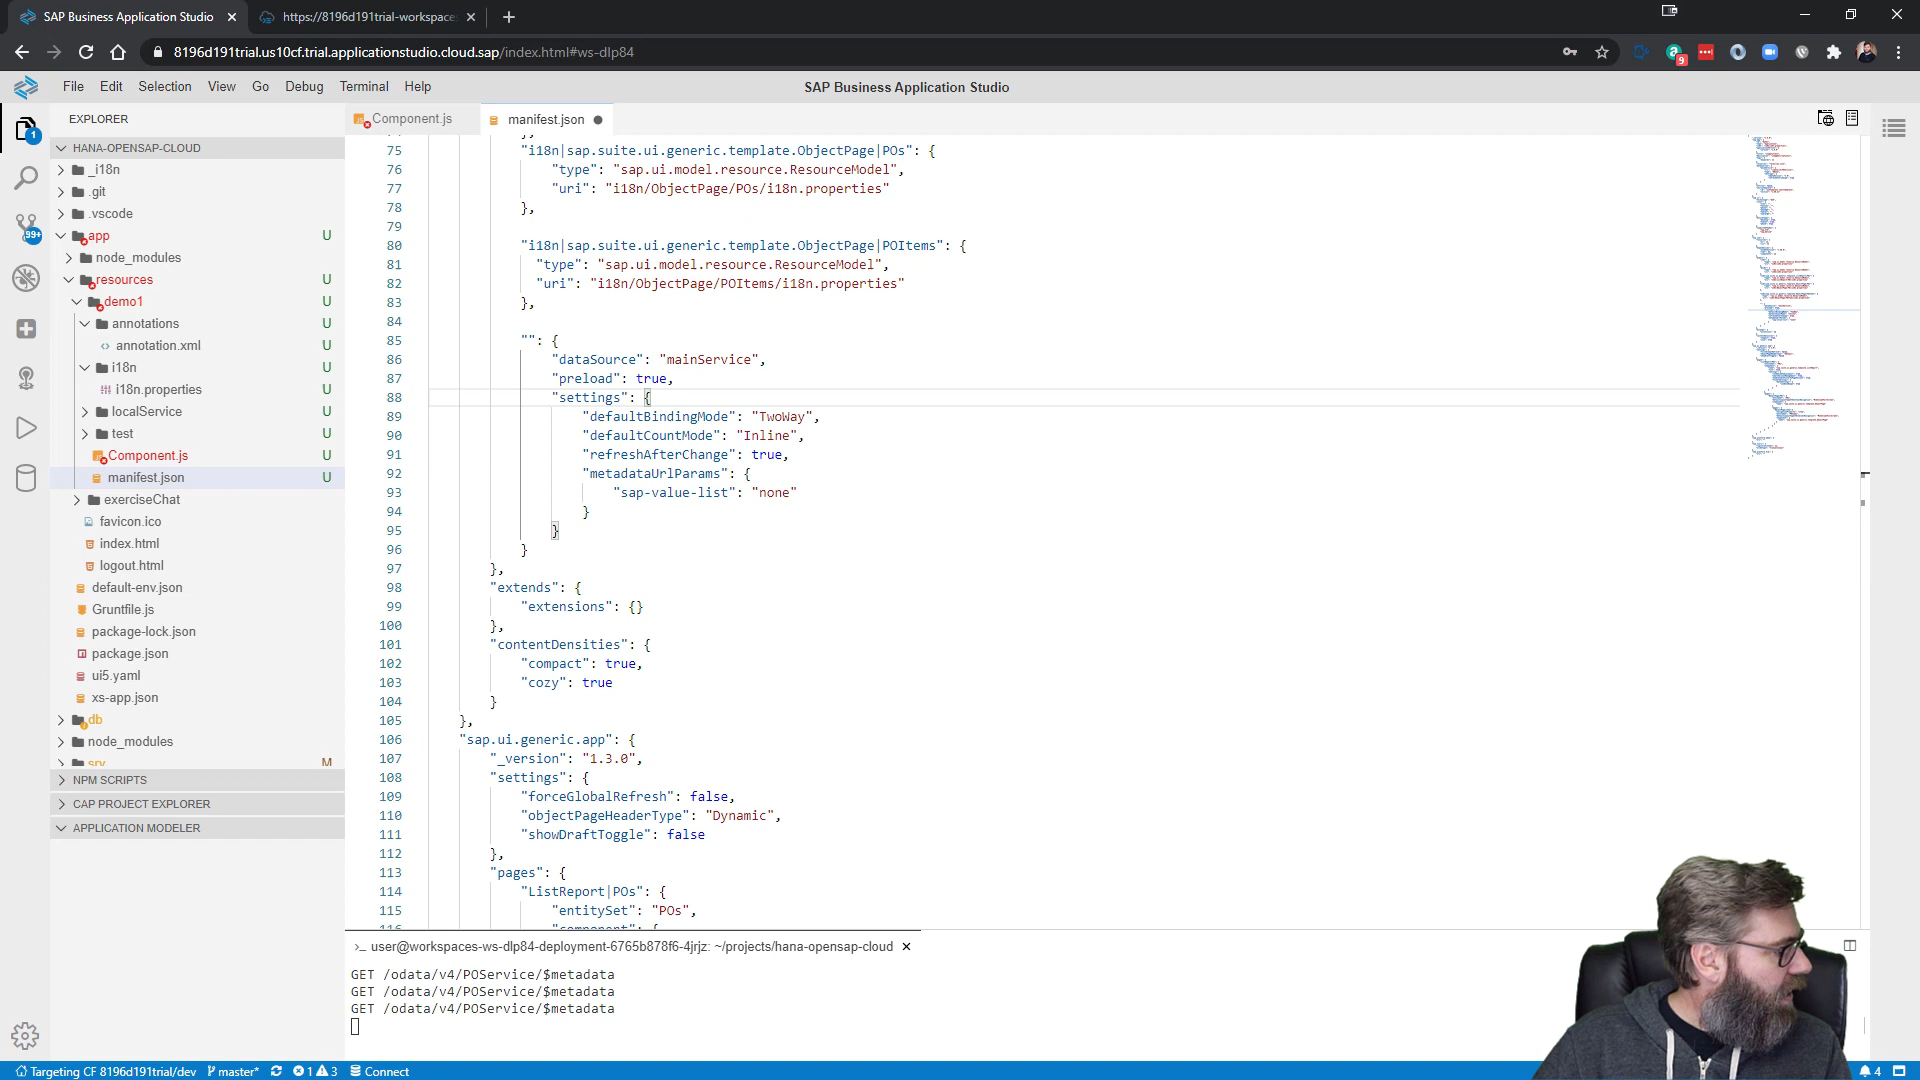 SAP Business Application Studio
https://8196d191trial-workspaces
8196d191trial.us10cf.trial.applicationstudio.cloud.sap/index.html#ws-dlp84
9
File Edit Selection View Go Debug Terminal Help
SAP Business Application Studio
EXPLORER
1
99+
HANA-OPENSAP-CLOUD
_i18n
.git
.vscode
app U
node_modules
resources U
demo1 U
annotations U
annotation.xml U
i18n U
i18n.properties U
localService U
test U
Component.js U
manifest.json U
exerciseChat
favicon.ico
index.html
logout.html
default-env.json
Gruntfile.js
package-lock.json
package.json
ui5.yaml
xs-app.json
db
node_modules
srv M
NPM SCRIPTS
CAP PROJECT EXPLORER
APPLICATION MODELER
Component.js
manifest.json
75 "i18n|sap.suite.ui.generic.template.ObjectPage|POs": {
76 "type": "sap.ui.model.resource.ResourceModel",
77 "uri": "i18n/ObjectPage/POs/i18n.properties"
78 },
79
80 "i18n|sap.suite.ui.generic.template.ObjectPage|POItems": {
81 "type": "sap.ui.model.resource.ResourceModel",
82 "uri": "i18n/ObjectPage/POItems/i18n.properties"
83 },
84
85 "": {
86 "dataSource": "mainService",
87 "preload": true,
88 "settings": {
89 "defaultBindingMode": "TwoWay",
90 "defaultCountMode": "Inline",
91 "refreshAfterChange": true,
92 "metadataUrlParams": {
93 "sap-value-list": "none"
94 }
95 }
96 }
97 },
98 "extends": {
99 "extensions": {}
100 },
101 "contentDensities": {
102 "compact": true,
103 "cozy": true
104 }
105 },
106 "sap.ui.generic.app": {
107 "_version": "1.3.0",
108 "settings": {
109 "forceGlobalRefresh": false,
110 "objectPageHeaderType": "Dynamic",
111 "showDraftToggle": false
112 },
113 "pages": {
114 "ListReport|POs": {
115 "entitySet": "POs",
116 "component": {
user@workspaces-ws-dlp84-deployment-6765b878f6-4jrjz: ~/projects/hana-opensap-cloud
GET /odata/v4/POService/$metadata
GET /odata/v4/POService/$metadata
GET /odata/v4/POService/$metadata
Targeting CF 8196d191trial/dev master* 1 3 Connect
4